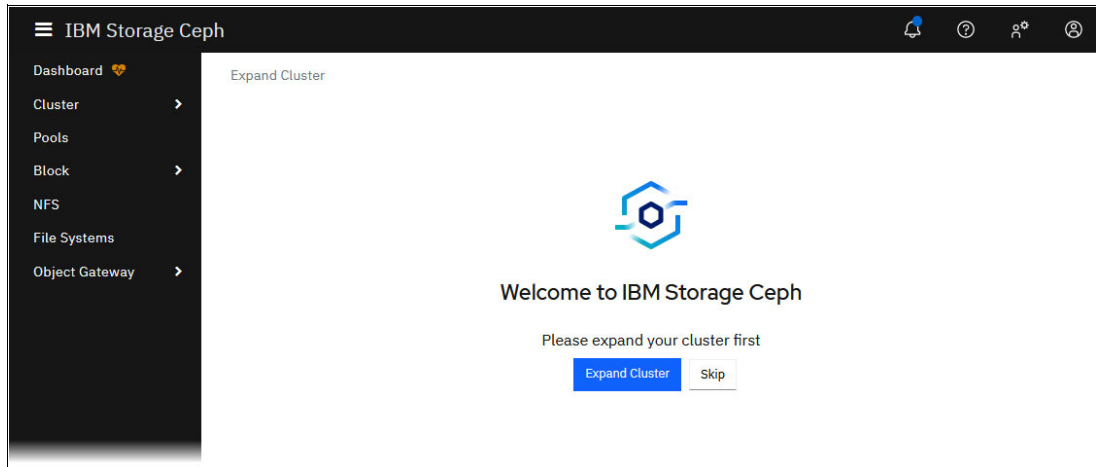 IBM Storage Ceph
Dashboard
Cluster
Pools
Block
NFS
File Systems
Object Gateway
Expand Cluster
Welcome to IBM Storage Ceph
Please expand your cluster first
Expand Cluster Skip